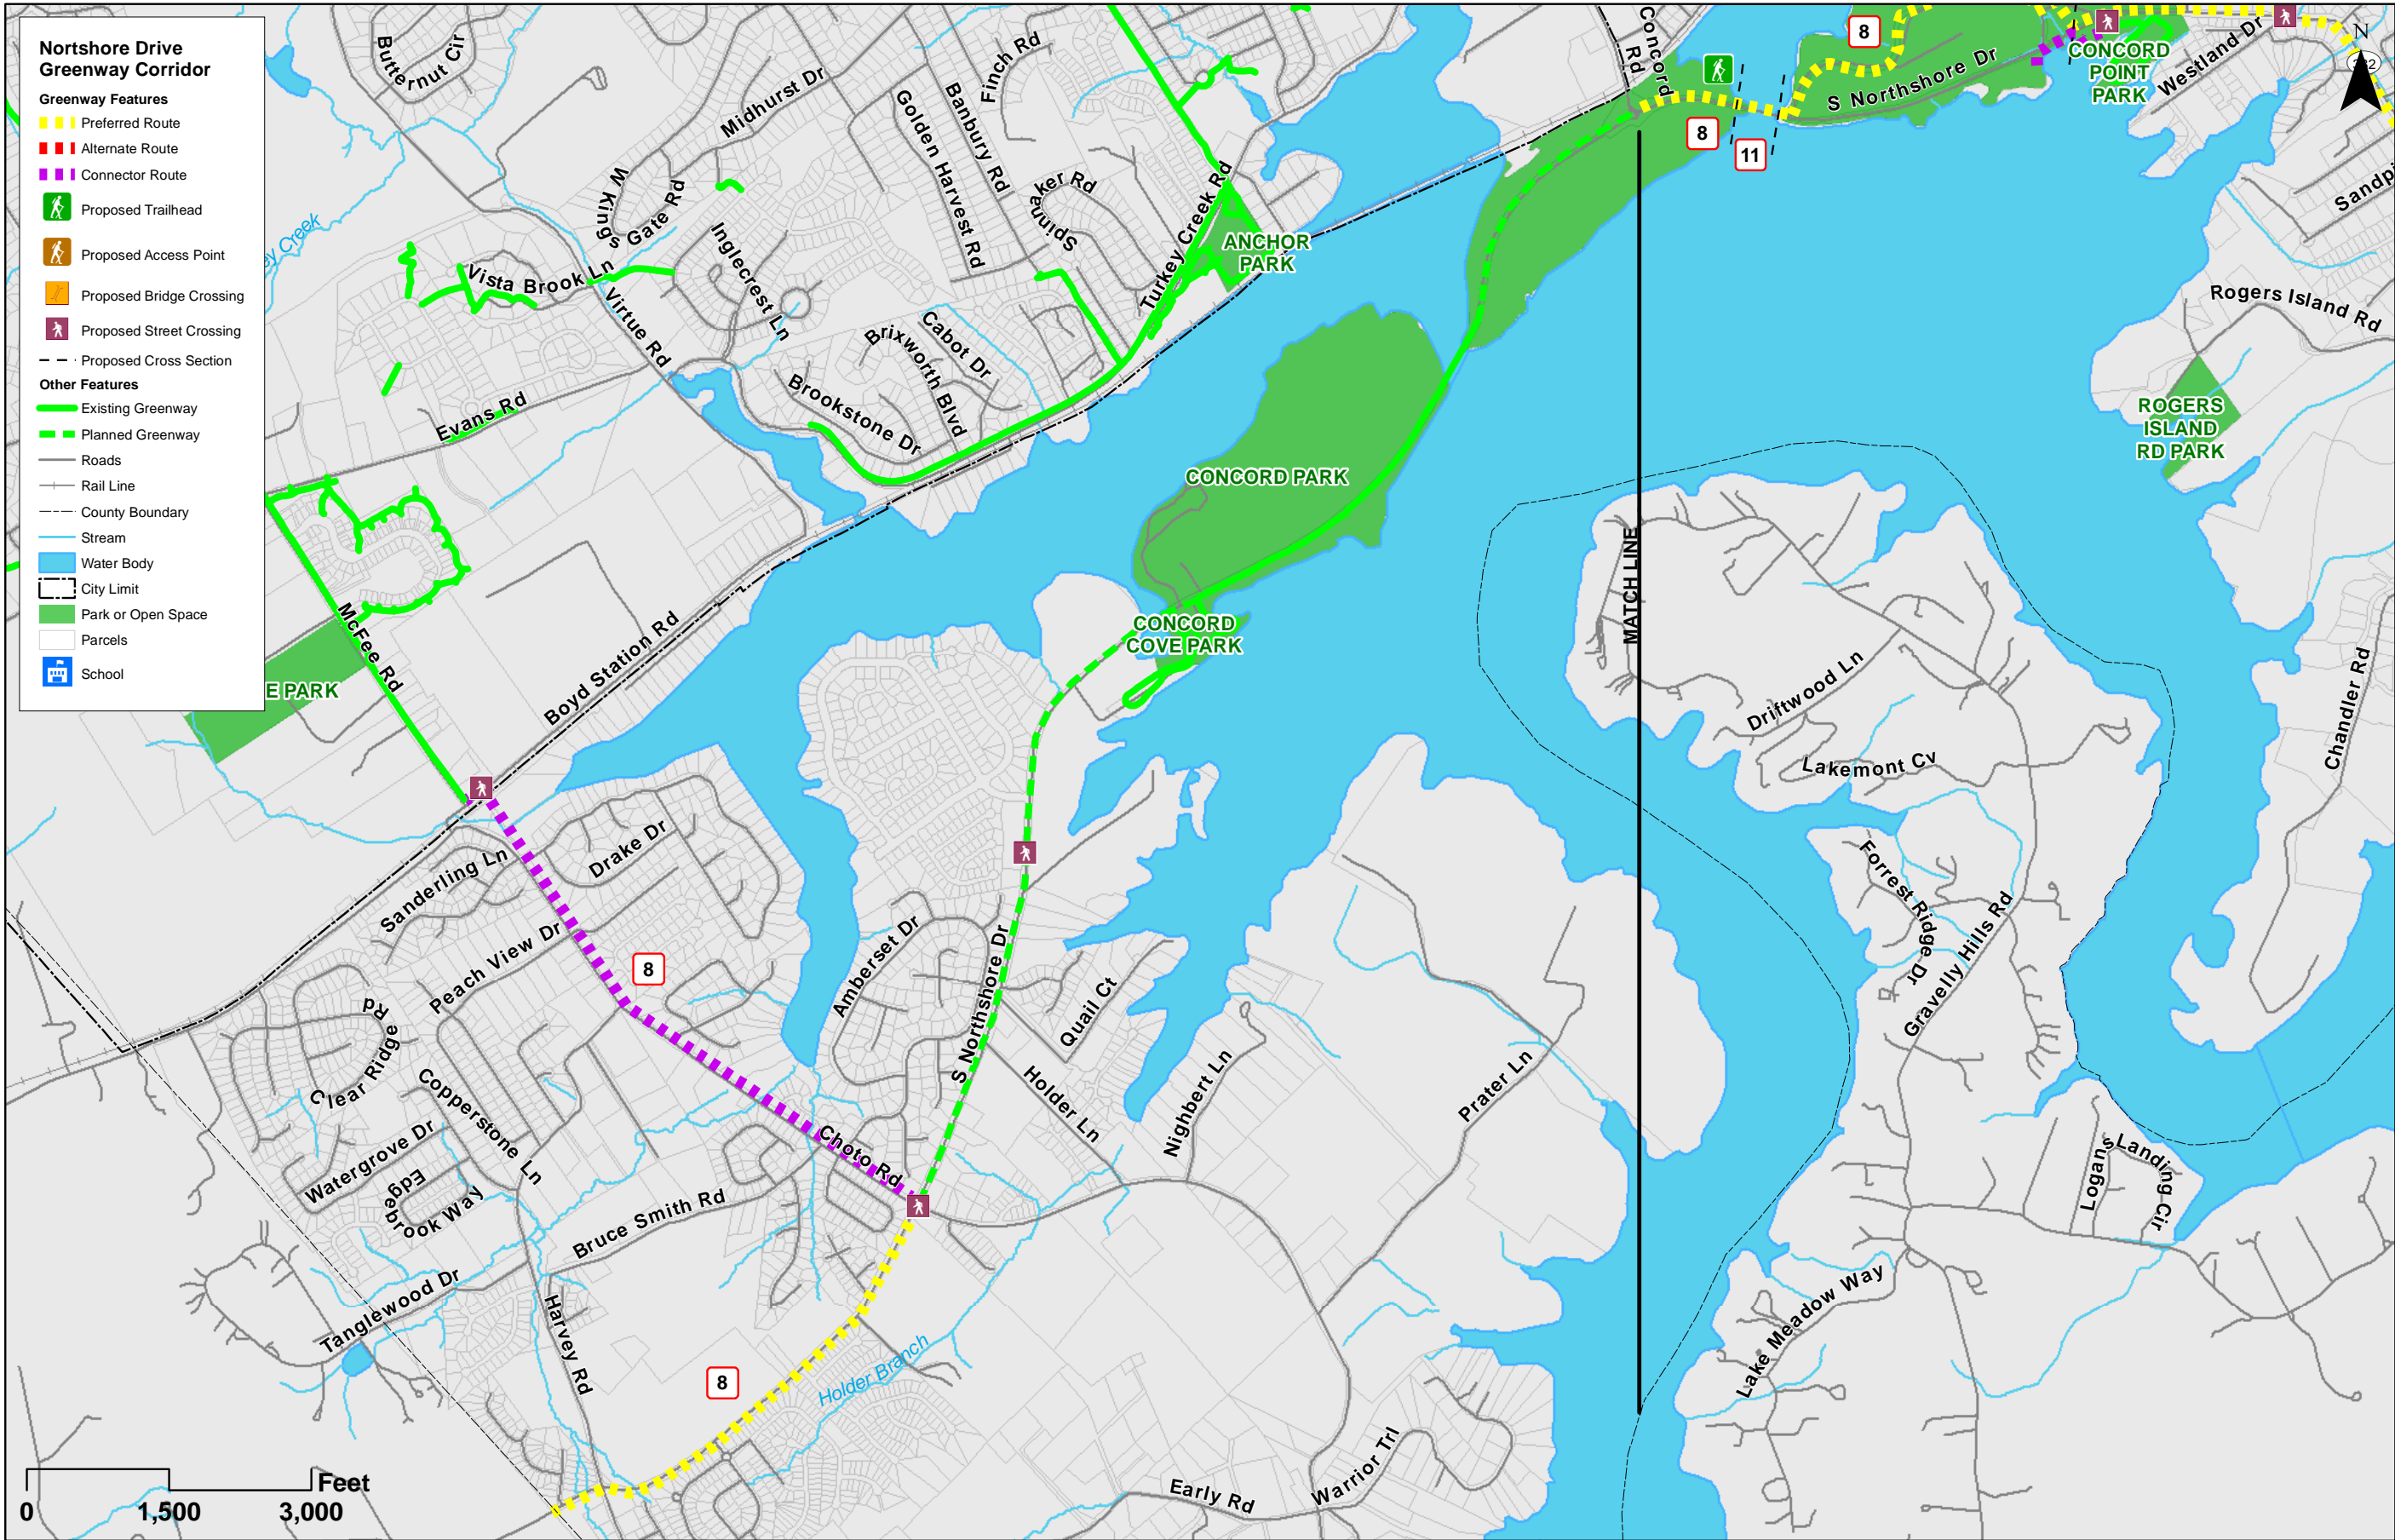 Nortshore Drive
Greenway Corridor
Greenway Features
Preferred Route
Alternate Route
Connector Route
Proposed Trailhead
Proposed Access Point
Proposed Bridge Crossing
Proposed Street Crossing
Proposed Cross Section
Other Features
Existing Greenway
Planned Greenway
Roads
Rail Line
County Boundary
Stream
Water Body
City Limit
Park or Open Space
Parcels
School
Butternut Cir
Midhurst Dr
Finch Rd
Banbury Rd
Golden Harvest Rd
W Kings
Gate Rd
Inglecrest Ln
Vista Brook Ln
Virtue Rd
Evans Rd
ey Creek
Turkey Creek Rd
ANCHOR
PARK
Cabot Dr
Brixworth Blvd
Brookstone Dr
Concord
Rd
8
8
11
S Northshore Dr
CONCORD
POINT
PARK
Westland Dr
N
Sandpi
Rogers Island Rd
ROGERS
ISLAND
RD PARK
CONCORD PARK
CONCORD
COVE PARK
MATCH LINE
McFee Rd
E PARK
Boyd Station Rd
Driftwood Ln
Lakemont Cv
Chandler Rd
Forrest Ridge Dr
Gravelly Hills Rd
Drake Dr
Sanderling Ln
Peach View Dr
8
Amberset Dr
S Northshore Dr
Quail Ct
Holder Ln
Nighbert Ln
Prater Ln
Clear Ridge Rd
Copperstone Ln
Watergrove Dr
Edgebrook Way
Choto Rd
Bruce Smith Rd
Logans Landing Cir
Tanglewood Dr
Harvey Rd
Lake Meadow Way
Holder Branch
8
Early Rd
Warrior Trl
Feet
0
1,500
3,000